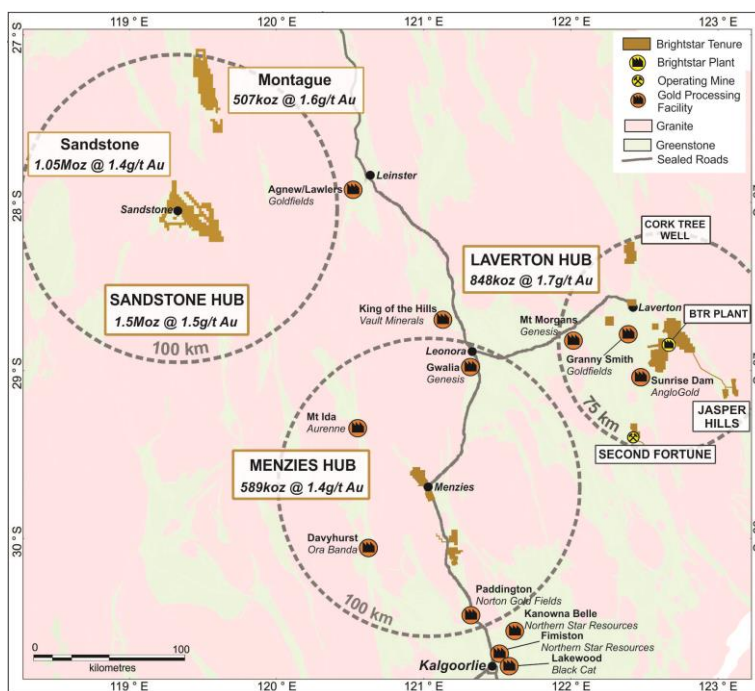 119 ° E
120 ° E
121 ° E
122 ° E
123 ° E
27° S
28° S
29° S
30° S
Brightstar Tenure
Brightstar Plant
Operating Mine
Gold Processing
Facility
Granite
Greenstone
Sealed Roads
Montague
507koz @ 1.6g/t Au
Sandstone
1.05Moz @ 1.4g/t Au
Sandstone
SANDSTONE HUB
1.5Moz @ 1.5g/t Au
100 km
Leinster
Agnew/Lawlers
Goldfields
CORK TREE
WELL
LAVERTON HUB
848koz @ 1.7g/t Au
Laverton
BTR PLANT
King of the Hills
Vault Minerals
Mt Morgans
Genesis
Granny Smith
Goldfields
Leonora
Gwalia
Genesis
Sunrise Dam
AngloGold
JASPER
HILLS
75 km
SECOND FORTUNE
Mt Ida
Aurenne
MENZIES HUB
589koz @ 1.4g/t Au
Menzies
Davyhurst
Ora Banda
100 km
Paddington
Norton Gold Fields
Kanowna Belle
Northern Star Resources
Fimiston
Northern Star Resources
Lakewood
Black Cat
Kalgoorlie
0
100
kilometres
119 ° E
120 ° E
121 ° E
122 ° E
123 ° E